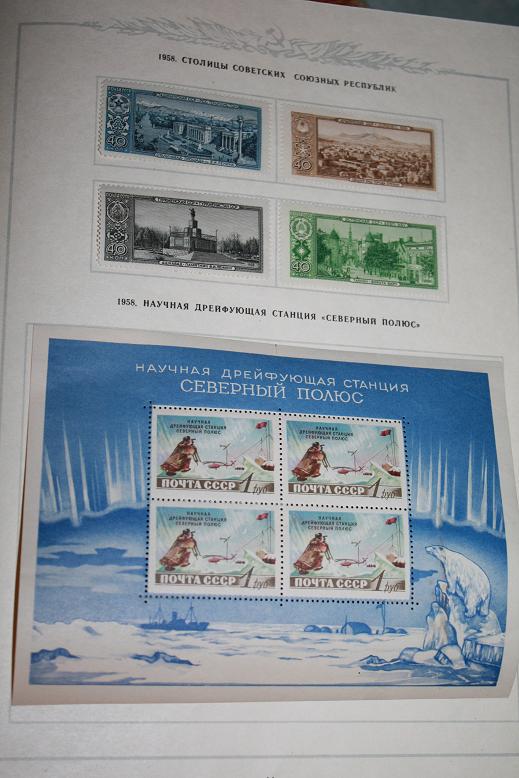 1958. СТОЛИЦЫ СОВЕТСКИХ СОЮЗНЫХ РЕСПУБЛИК
40
40
40
40
1958. НАУЧНАЯ ДРЕЙФУЮЩАЯ СТАНЦИЯ «СЕВЕРНЫЙ ПОЛЮС»
НАУЧНАЯ ДРЕЙФУЮЩАЯ СТАНЦИЯ
СЕВЕРНЫЙ ПОЛЮС
НАУЧНАЯ
ДРЕЙФУЮЩАЯ СТАНЦИЯ
СЕВЕРНЫЙ ПОЛЮС
ПОЧТА СССР 1 руб
НАУЧНАЯ
ДРЕЙФУЮЩАЯ СТАНЦИЯ
СЕВЕРНЫЙ ПОЛЮС
ПОЧТА СССР 1 руб
НАУЧНАЯ
ДРЕЙФУЮЩАЯ СТАНЦИЯ
СЕВЕРНЫЙ ПОЛЮС
ПОЧТА СССР 1 руб
НАУЧНАЯ
ДРЕЙФУЮЩАЯ СТАНЦИЯ
СЕВЕРНЫЙ ПОЛЮС
ПОЧТА СССР 1 руб